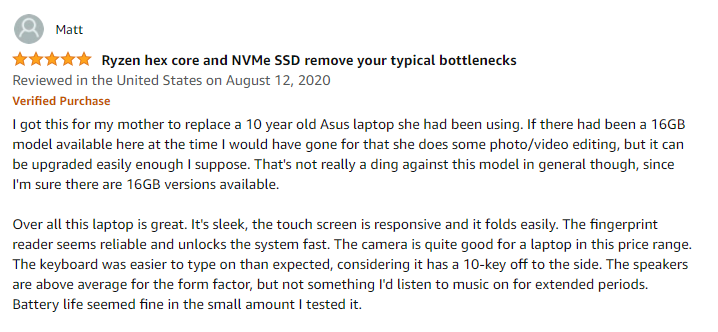 Matt
Ryzen hex core and NVMe SSD remove your typical bottlenecks
Reviewed in the United States on August 12, 2020
Verified Purchase
I got this for my mother to replace a 10 year old Asus laptop she had been using. If there had been a 16GB
model available here at the time I would have gone for that she does some photo/video editing, but it can
be upgraded easily enough I suppose. That's not really a ding against this model in general though, since
I'm sure there are 16GB versions available.
Over all this laptop is great. It's sleek, the touch screen is responsive and it folds easily. The fingerprint
reader seems reliable and unlocks the system fast. The camera is quite good for a laptop in this price range.
The keyboard was easier to type on than expected, considering it has a 10-key off to the side. The speakers
are above average for the form factor, but not something I'd listen to music on for extended periods.
Battery life seemed fine in the small amount I tested it.